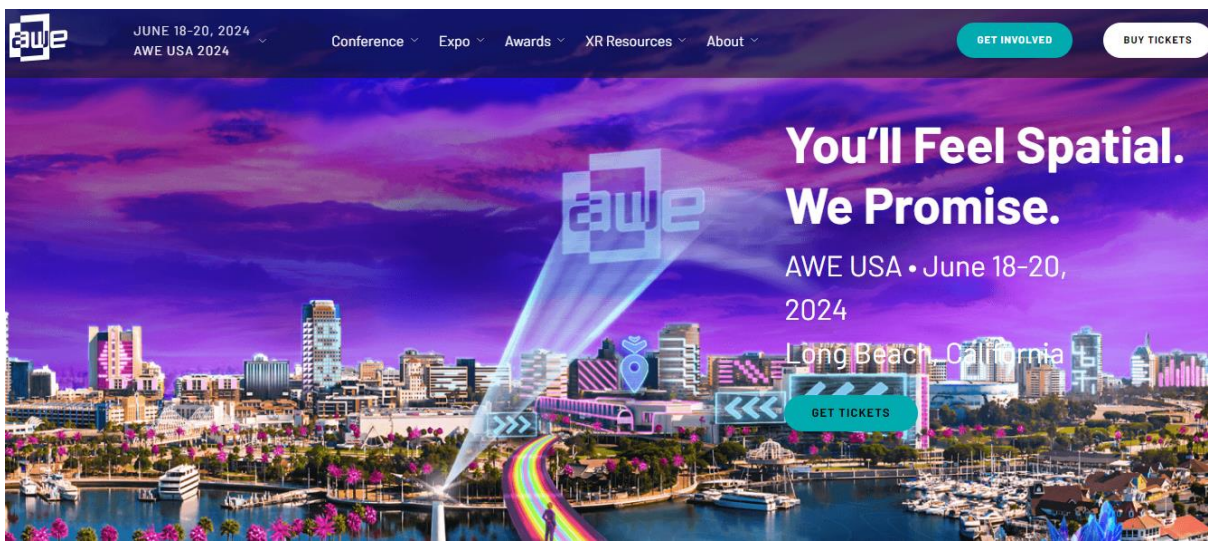 awe
JUNE 18-20, 2024
AWE USA 2024
Conference
Expo
Awards
XR Resources
About
GET INVOLVED
BUY TICKETS
You'll Feel Spatial.
We Promise.
awe
AWE USA • June 18-20,
2024
Long Beach, California
GET TICKETS